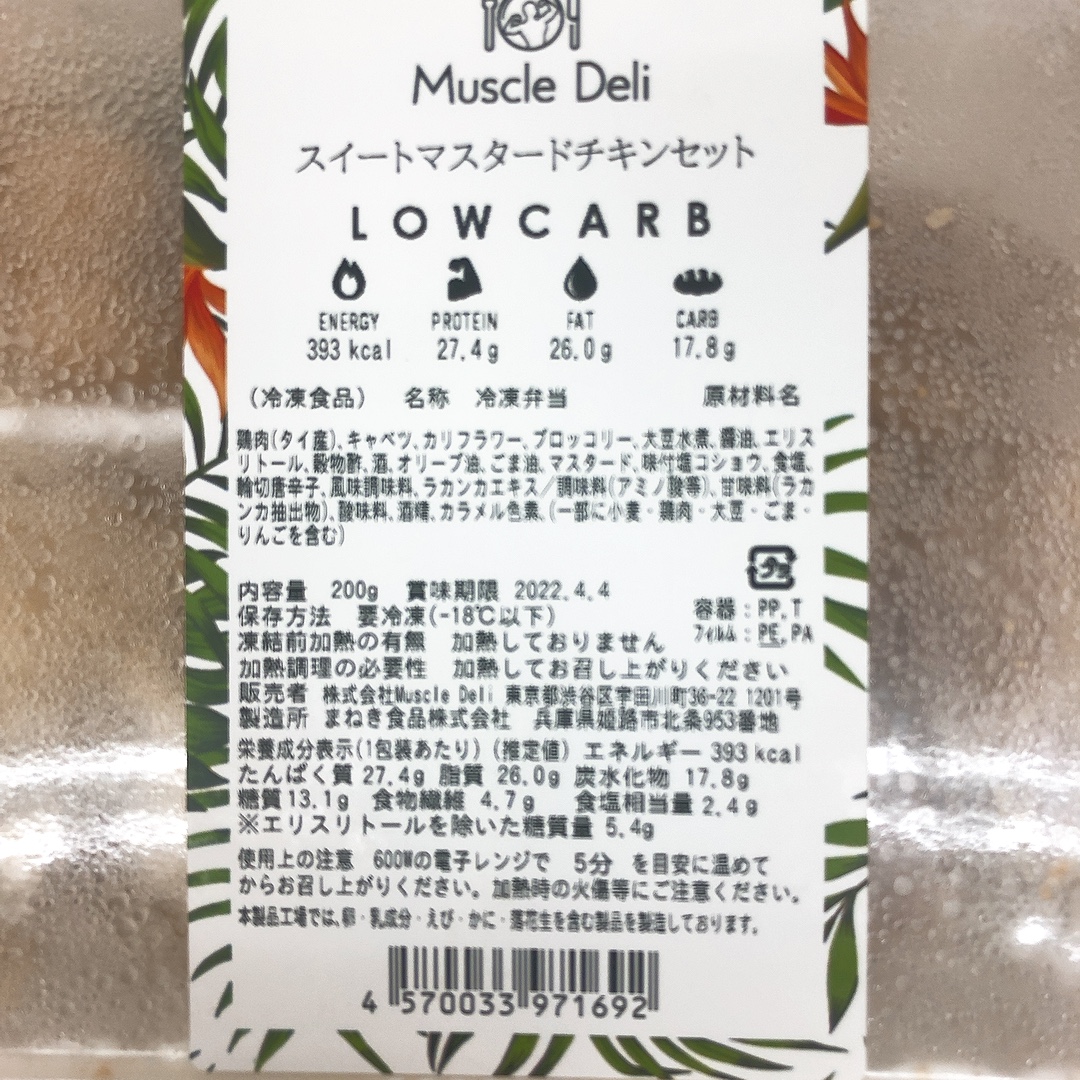 Muscle Deli
スイートマスタードチキンセット
LOWCARB
ENERGY PROTEIN FAT CARB
393 kcal 27.4g 26.0g 17.8g
(冷凍食品) 名称 冷凍弁当 原材料名
鶏肉(タイ産)、キャベツ、カリフラワー、ブロッコリー、大豆水煮、醤油、エリス
リトール、穀物酢、酒、オリーブ油、ごま油、マスタード、味付塩コショウ、食塩、
輪切唐辛子、風味調味料、ラカンカエキス/調味料(アミノ酸等)、甘味料(ラカ
ンカ抽出物)、酸味料、酒精、カラメル色素、(一部に小麦・鶏肉・大豆・ごま・
りんごを含む)
プラ
内容量 200g 賞味期限 2022.4.4
容器:PP,T
保存方法 要冷凍(-18℃以下)
フィルム:PE,PA
凍結前加熱の有無 加熱しておりません
加熱調理の必要性 加熱してお召し上がりください
販売者 株式会社Muscle Deli 東京都渋谷区宇田川町36-22 1201号
製造所 まねき食品株式会社 兵庫県姫路市北条953番地
栄養成分表示(1包装あたり)(推定値) エネルギー 393 kcal
たんぱく質 27.4g 脂質 26.0g 炭水化物 17.8g
糖質13.1g 食物繊維 4.7g 食塩相当量 2.4g
※エリスリトールを除いた糖質量 5.4g
使用上の注意 600Wの電子レンジで 5分 を目安に温めて
からお召し上がりください。加熱時の火傷等にご注意ください。
本製品工場では、卵・乳成分・えび・かに・落花生を含む製品を製造しております。
4 570033 971692